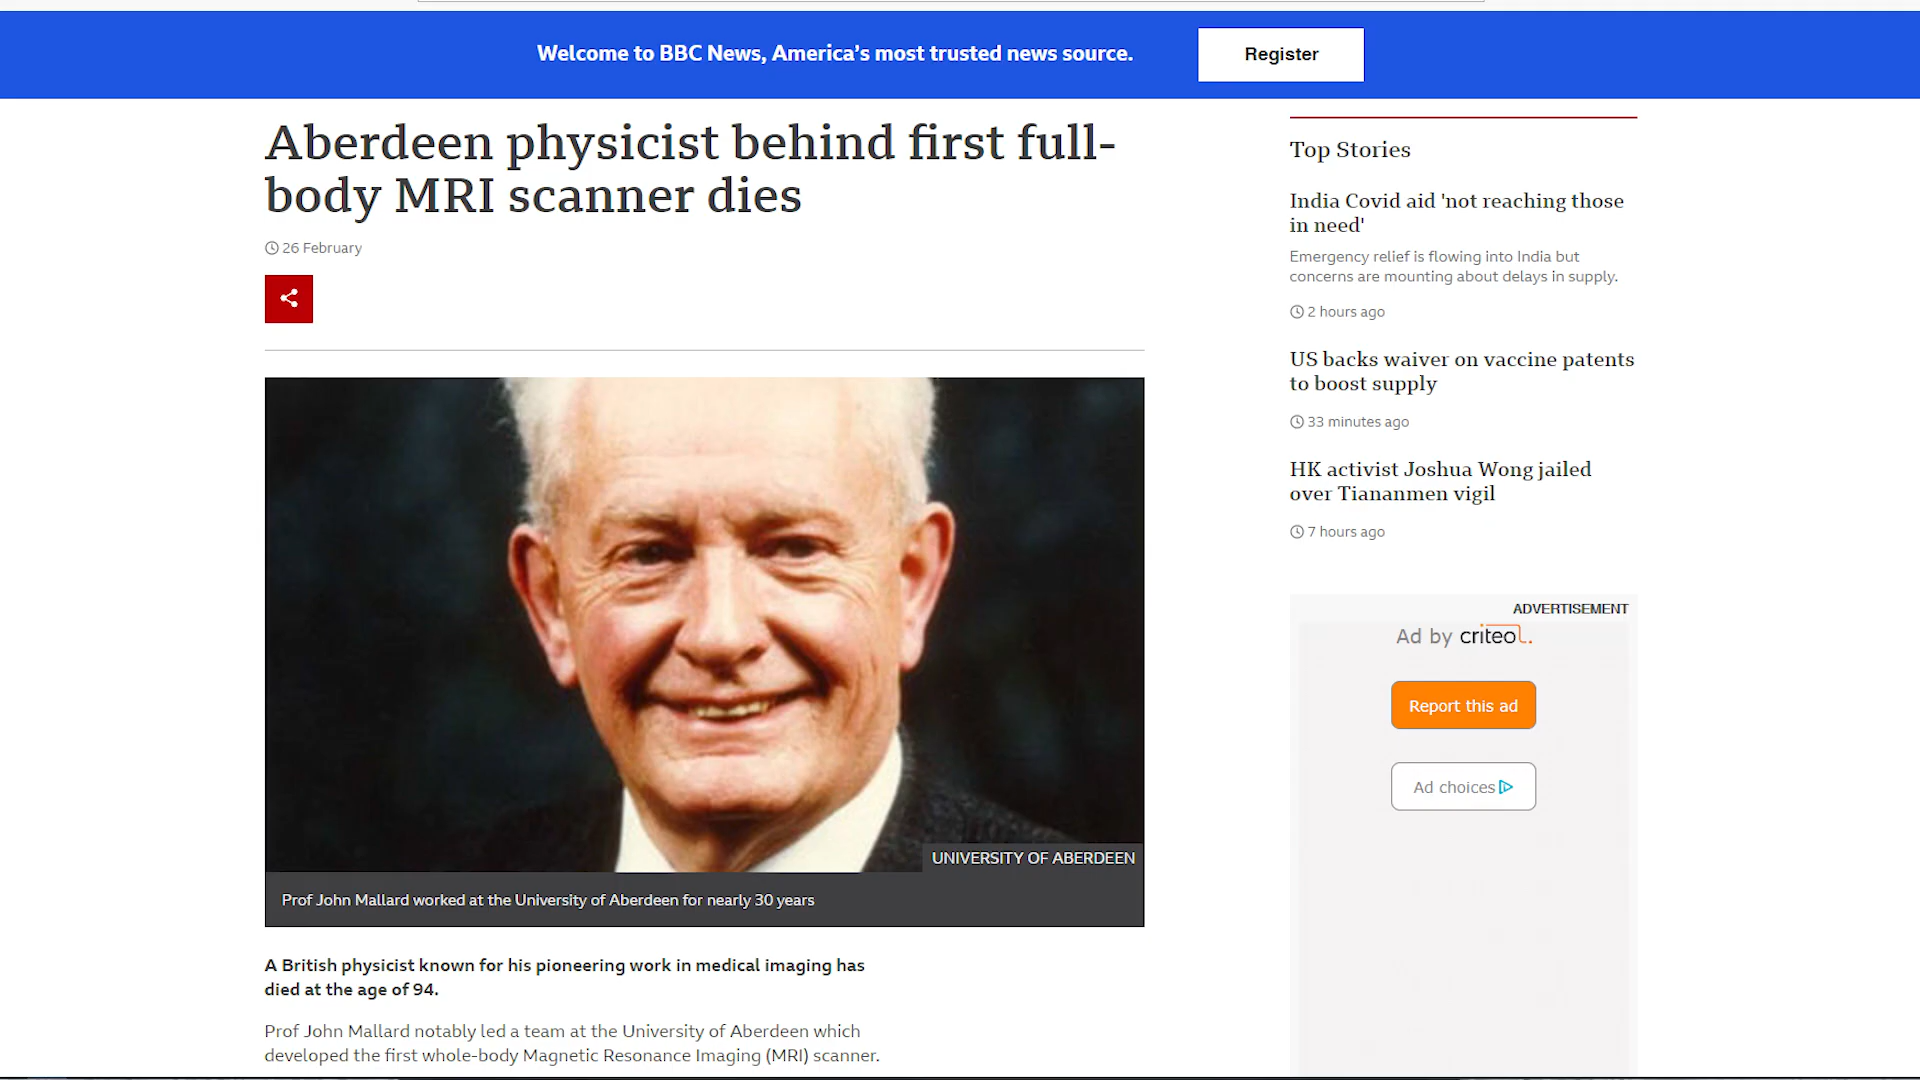 Welcome to BBC News, America's most trusted news source.
Register
Aberdeen physicist behind first full-
body MRI scanner dies
26 February
UNIVERSITY OF ABERDEEN
Prof John Mallard worked at the University of Aberdeen for nearly 30 years
A British physicist known for his pioneering work in medical imaging has
died at the age of 94.
Prof John Mallard notably led a team at the University of Aberdeen which
developed the first whole-body Magnetic Resonance Imaging (MRI) scanner.
Top Stories
India Covid aid 'not reaching those
in need'
Emergency relief is flowing into India but
concerns are mounting about delays in supply.
2 hours ago
US backs waiver on vaccine patents
to boost supply
33 minutes ago
HK activist Joshua Wong jailed
over Tiananmen vigil
7 hours ago
ADVERTISEMENT
Ad by criteo.
Report this ad
Ad choices